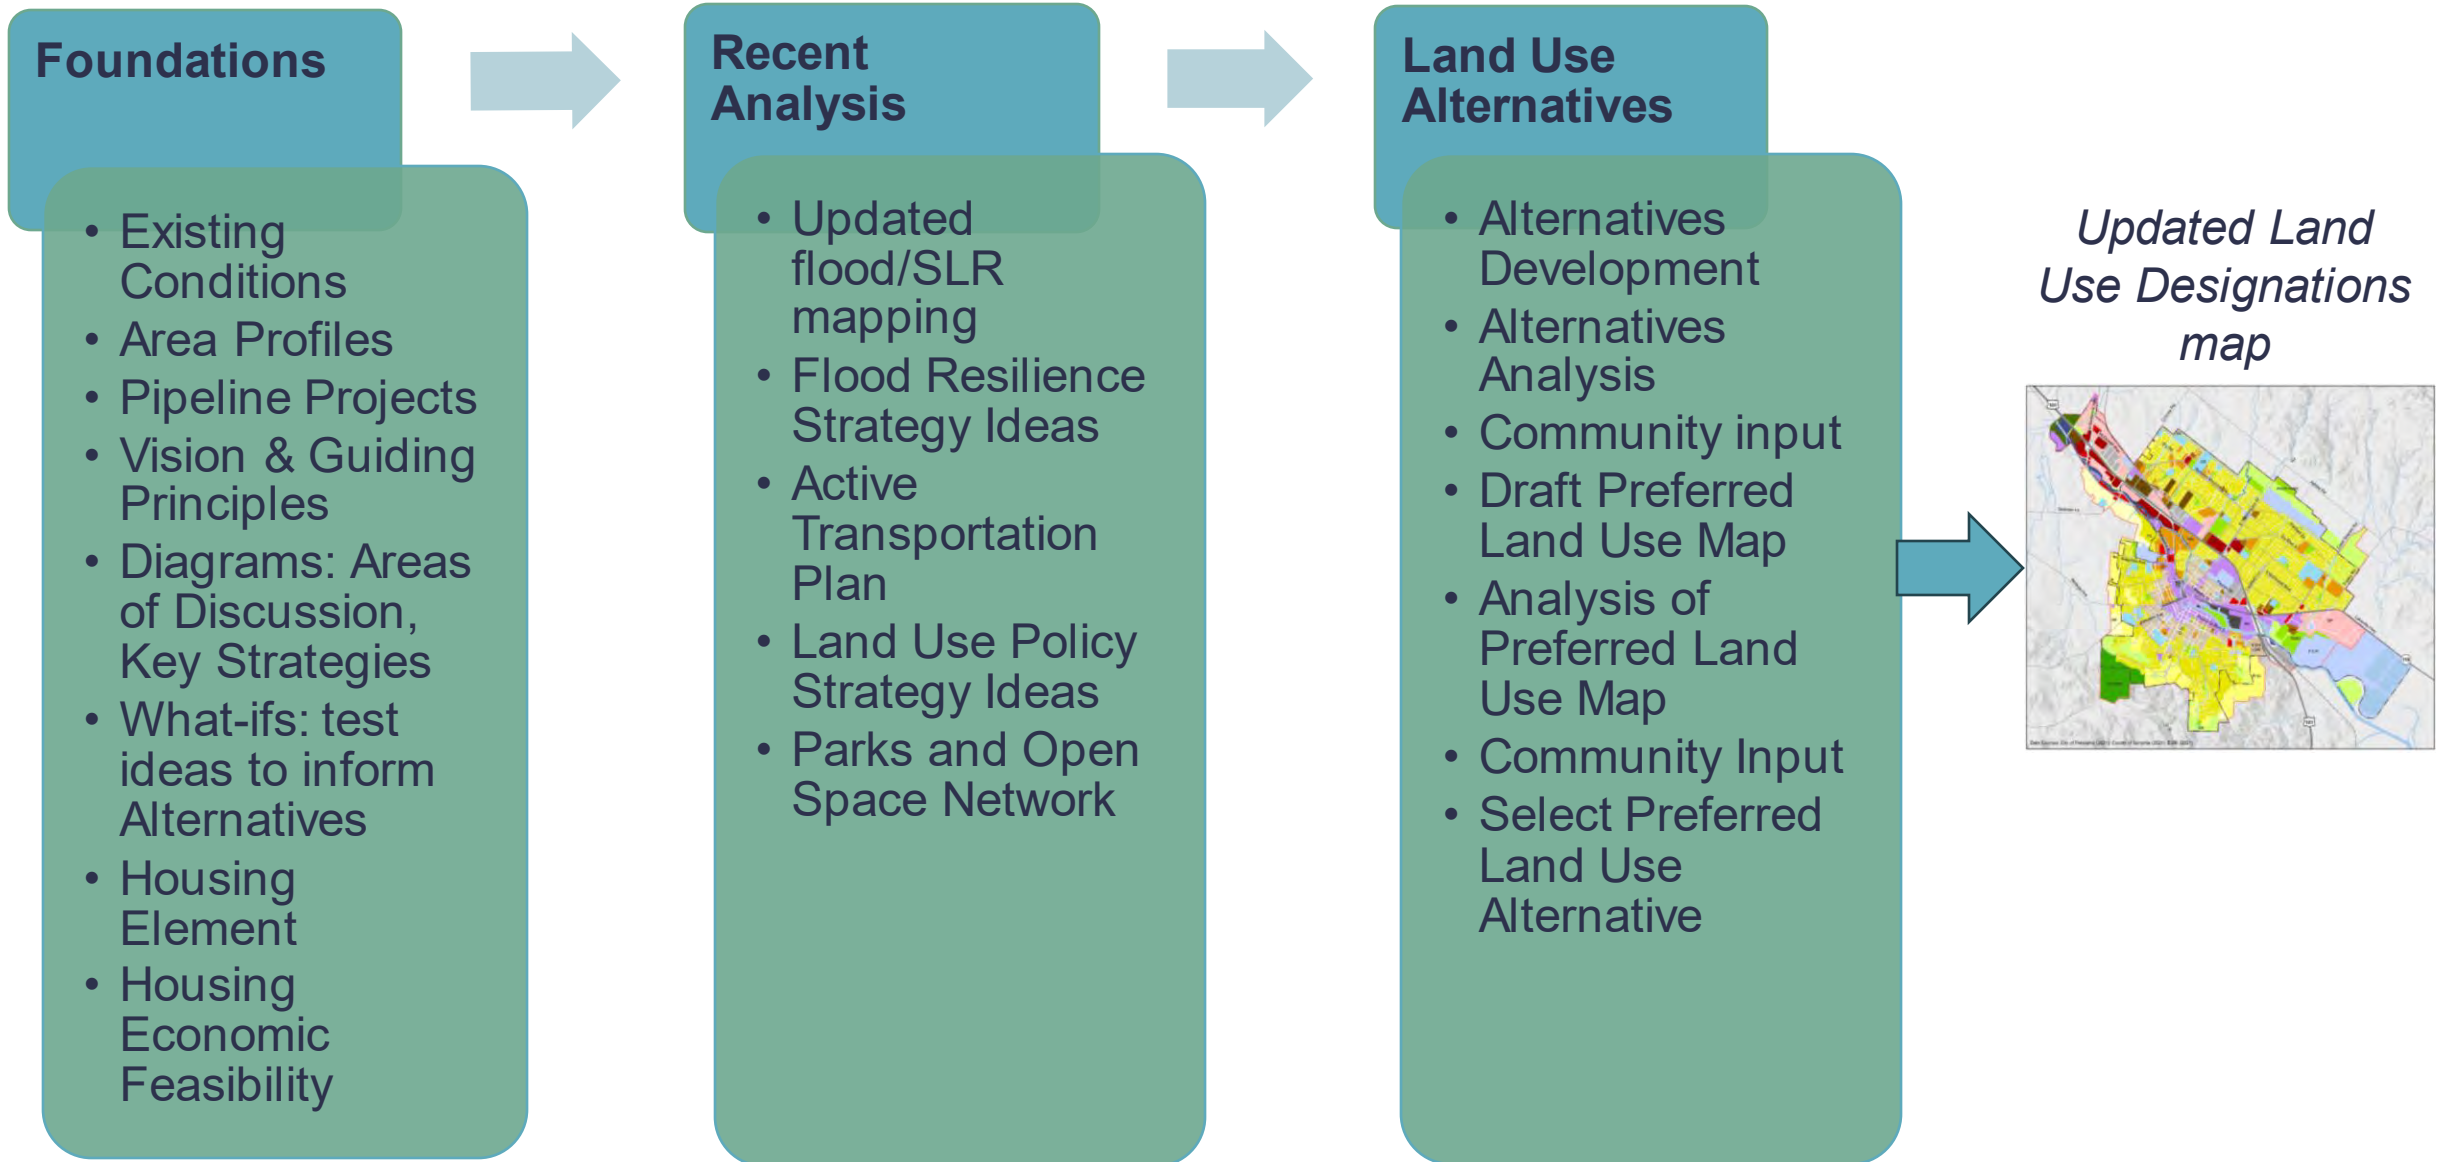 Foundations
• Existing
Conditions
• Area Profiles
• Pipeline Projects
• Vision & Guiding
Principles
• Diagrams: Areas
of Discussion,
Key Strategies
• What-ifs: test
ideas to inform
Alternatives
• Housing
Element
• Housing
Economic
Feasibility
Recent
Analysis
• Updated
flood/SLR
mapping
• Flood Resilience
Strategy Ideas
• Active
Transportation
Plan
• Land Use Policy
Strategy Ideas
• Parks and Open
Space Network
Land Use
Alternatives
• Alternatives
Development
• Alternatives
Analysis
• Community input
• Draft Preferred
Land Use Map
• Analysis of
Preferred Land
Use Map
• Community Input
• Select Preferred
Land Use
Alternative
Updated Land
Use Designations
map